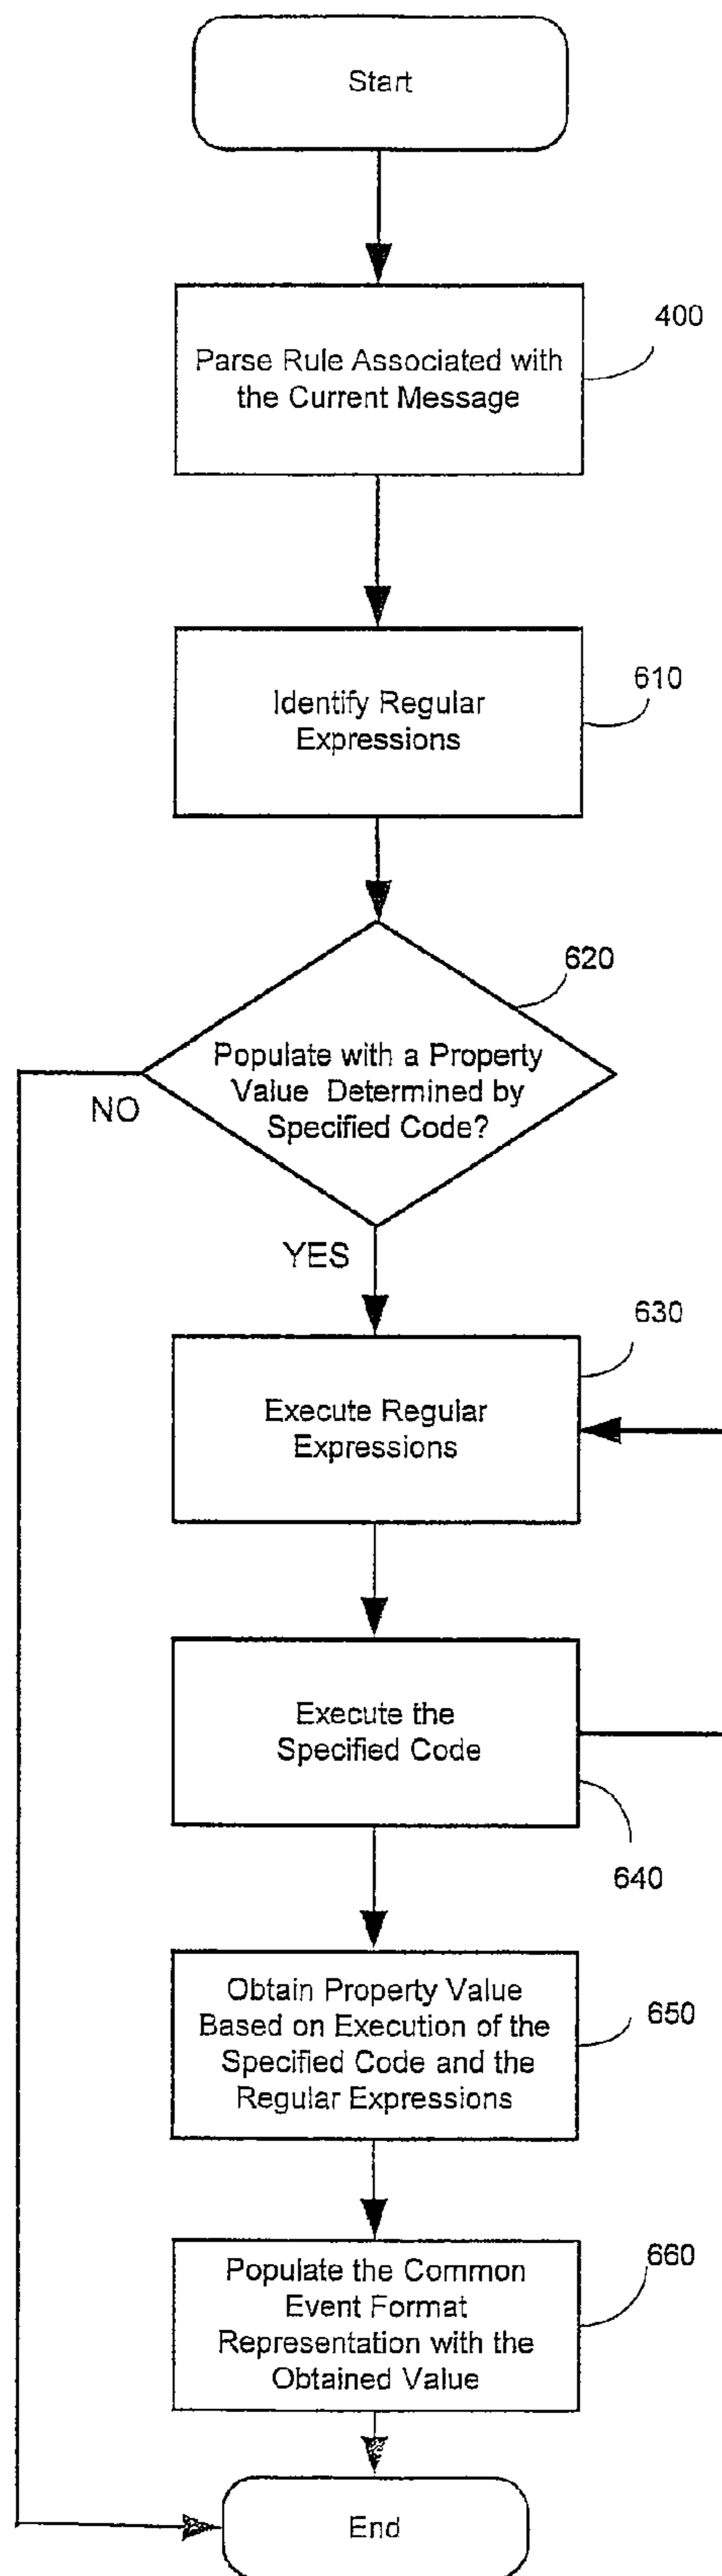 Start
400
Parse Rule Associated with
the Current Message
610
Identify Regular
Expressions
620
Populate with a Property
Value Determined by
Specified Code?
NO
YES
630
Execute Regular
Expressions
Execute the
Specified Code
640
Obtain Property Value
Based on Execution of the
Specified Code and the
Regular Expressions
650
660
Populate the Common
Event Format
Representation with the
Obtained Value
End